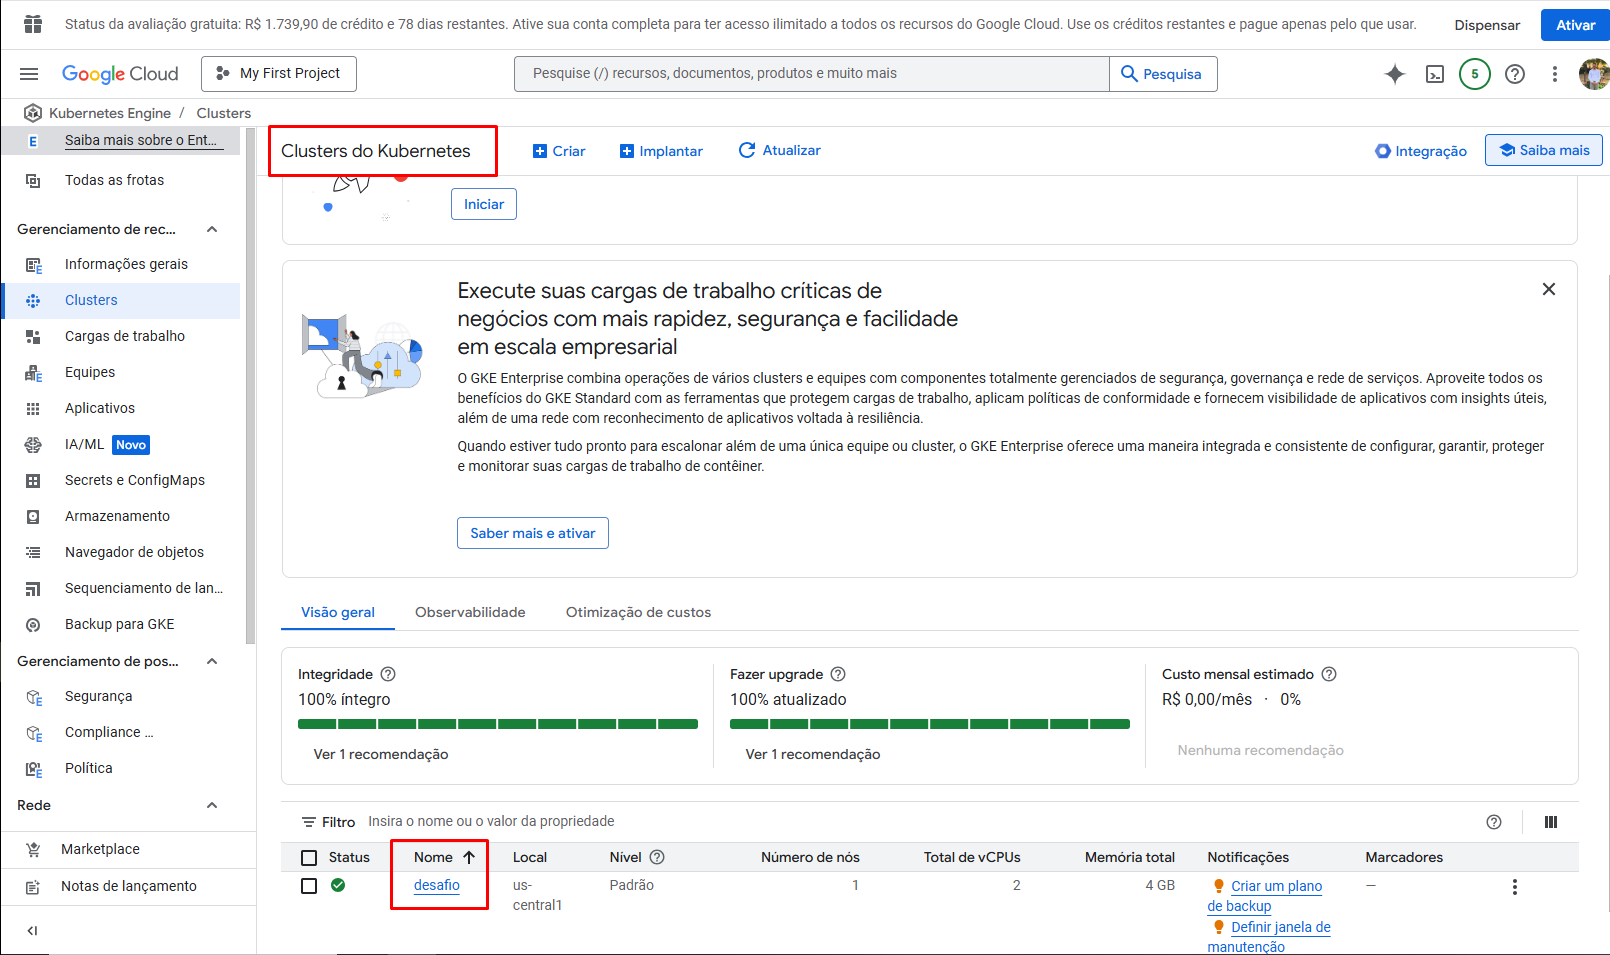 Status da avaliação gratuita: R$ 1.739,90 de crédito e 78 dias restantes. Ative sua conta completa para ter acesso ilimitado a todos os recursos do Google Cloud. Use os créditos restantes e pague apenas pelo que usar.
Dispensar
Ativar
Google Cloud
My First Project
Pesquise (/) recursos, documentos, produtos e muito mais
Pesquisa
5
Kubernetes Engine / Clusters
E Saiba mais sobre o Ent...
Todas as frotas
Gerenciamento de rec...
Informações gerais
Clusters
Cargas de trabalho
Equipes
Aplicativos
IA/ML Novo
Secrets e ConfigMaps
Armazenamento
Navegador de objetos
Sequenciamento de lan...
Backup para GKE
Gerenciamento de pos...
Segurança
Compliance ...
Política
Rede
Marketplace
Notas de lançamento
Clusters do Kubernetes
Criar
Implantar
Atualizar
Integração
Saiba mais
Iniciar
Execute suas cargas de trabalho críticas de
negócios com mais rapidez, segurança e facilidade
em escala empresarial
O GKE Enterprise combina operações de vários clusters e equipes com componentes totalmente gerenciados de segurança, governança e rede de serviços. Aproveite todos os
benefícios do GKE Standard com as ferramentas que protegem cargas de trabalho, aplicam políticas de conformidade e fornecem visibilidade de aplicativos com insights úteis,
além de uma rede com reconhecimento de aplicativos voltada à resiliência.
Quando estiver tudo pronto para escalonar além de uma única equipe ou cluster, o GKE Enterprise oferece uma maneira integrada e consistente de configurar, garantir, proteger
e monitorar suas cargas de trabalho de contêiner.
Saber mais e ativar
Visão geral
Observabilidade
Otimização de custos
Integridade
100% íntegro
Ver 1 recomendação
Fazer upgrade
100% atualizado
Ver 1 recomendação
Custo mensal estimado
R$ 0,00/mês · 0%
Nenhuma recomendação
Filtro Insira o nome ou o valor da propriedade
Status Nome Local Nível Número de nós Total de vCPUs Memória total Notificações Marcadores
desafio us- Padrão 1 2 4 GB Criar um plano —
central1 de backup
Definir janela de
manutenção